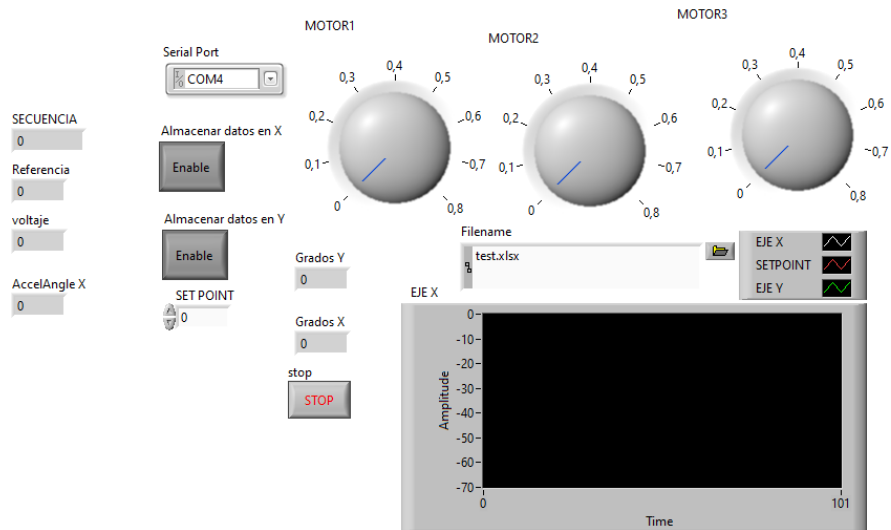 MOTOR1
MOTOR2
MOTOR3
Serial Port
I/O COM4
0
0,1
0,2
0,3
0,4
0,5
0,6
0,7
0,8
0
0,1
0,2
0,3
0,4
0,5
0,6
0,7
0,8
0
0,1
0,2
0,3
0,4
0,5
0,6
0,7
0,8
SECUENCIA
0
Referencia
0
voltaje
0
AccelAngle X
0
Almacenar datos en X
Enable
Almacenar datos en Y
Enable
SET POINT
0
Grados Y
0
Grados X
0
stop
STOP
Filename
test.xlsx
EJE X
SETPOINT
EJE Y
EJE X
Amplitude
0
-10
-20
-30
-40
-50
-60
-70
0
101
Time